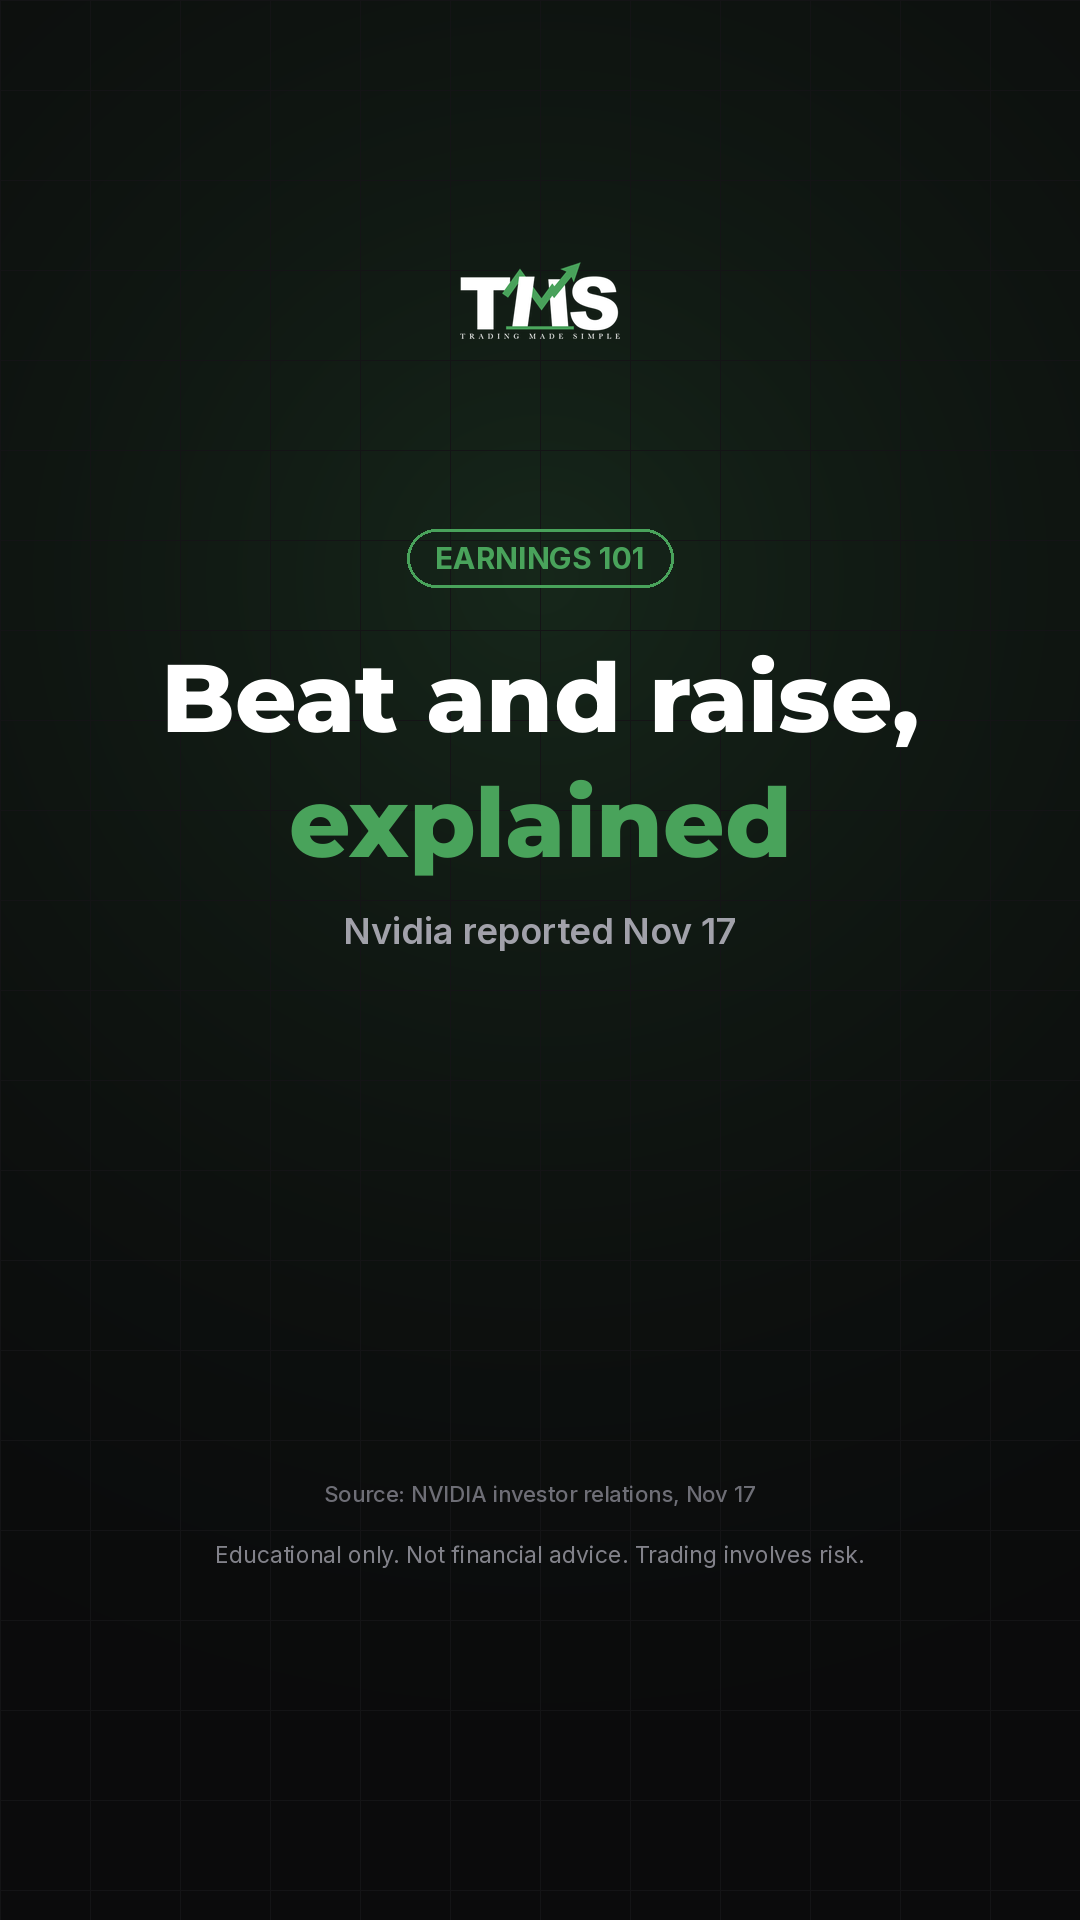 TMS
TRADING MADE SIMPLE
EARNINGS 101
Beat and raise,
explained
Nvidia reported Nov 17
Source: NVIDIA investor relations, Nov 17
Educational only. Not financial advice. Trading involves risk.